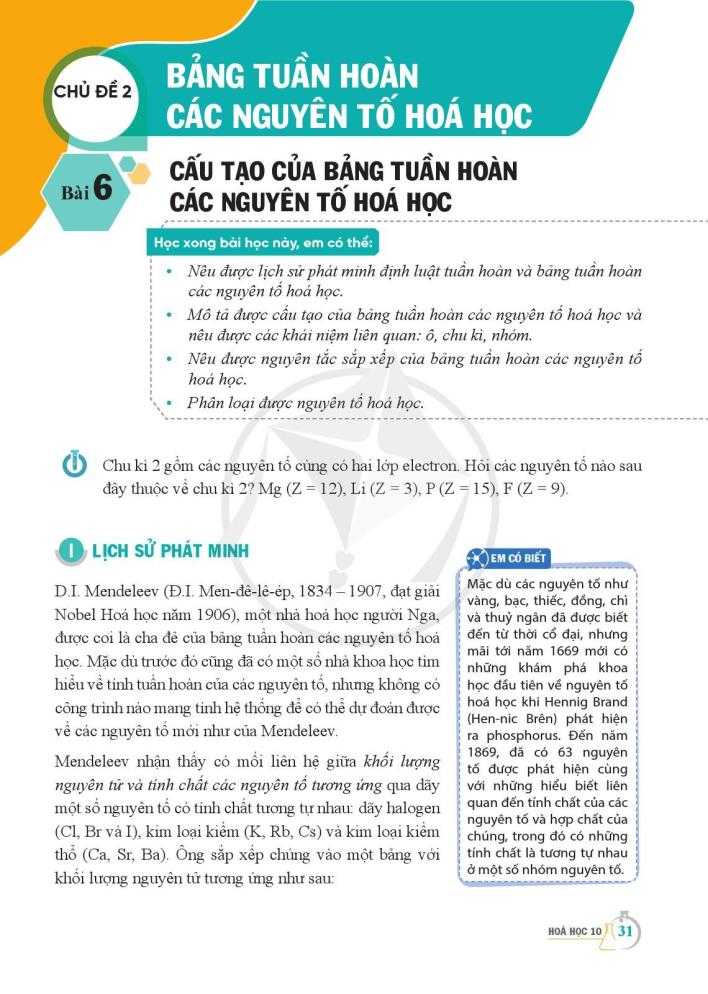 CHỦ ĐỀ 2
BẢNG TUẦN HOÀN
CÁC NGUYÊN TỐ HOÁ HỌC
Bài 6
CẤU TẠO CỦA BẢNG TUẦN HOÀN
CÁC NGUYÊN TỐ HOÁ HỌC
Học xong bài học này, em có thể:
• Nêu được lịch sử phát minh định luật tuần hoàn và bảng tuần hoàn
các nguyên tố hoá học.
• Mô tả được cấu tạo của bảng tuần hoàn các nguyên tố hoá học và
nêu được các khái niệm liên quan: ô, chu kì, nhóm.
• Nêu được nguyên tắc sắp xếp của bảng tuần hoàn các nguyên tố
hoá học.
• Phân loại được nguyên tố hoá học.
Chu kì 2 gồm các nguyên tố cùng có hai lớp electron. Hỏi các nguyên tố nào sau
đây thuộc về chu kì 2? Mg (Z = 12), Li (Z = 3), P (Z = 15), F (Z = 9).
I LỊCH SỬ PHÁT MINH
D.I. Mendeleev (Đ.I. Men-đê-lê-ép, 1834 – 1907, đạt giải
Nobel Hoá học năm 1906), một nhà hoá học người Nga,
được coi là cha đẻ của bảng tuần hoàn các nguyên tố hoá
học. Mặc dù trước đó cũng đã có một số nhà khoa học tìm
hiểu về tính tuần hoàn của các nguyên tố, nhưng không có
công trình nào mang tính hệ thống để có thể dự đoán được
về các nguyên tố mới như của Mendeleev.
Mendeleev nhận thấy có mối liên hệ giữa khối lượng
nguyên tử và tính chất các nguyên tố tương ứng qua dãy
một số nguyên tố có tính chất tương tự nhau: dãy halogen
(Cl, Br và I), kim loại kiềm (K, Rb, Cs) và kim loại kiềm
thổ (Ca, Sr, Ba). Ông sắp xếp chúng vào một bảng với
khối lượng nguyên tử tương ứng như sau:
EM CÓ BIẾT
Mặc dù các nguyên tố như
vàng, bạc, thiếc, đồng, chì
và thuỷ ngân đã được biết
đến từ thời cổ đại, nhưng
mãi tới năm 1669 mới có
những khám phá khoa
học đầu tiên về nguyên tố
hoá học khi Hennig Brand
(Hen-nic Brên) phát hiện
ra phosphorus. Đến năm
1869, đã có 63 nguyên
tố được phát hiện cùng
với những hiểu biết liên
quan đến tính chất của các
nguyên tố và hợp chất của
chúng, trong đó có những
tính chất là tương tự nhau
ở một số nhóm nguyên tố.
HOÁ HỌC 10 31